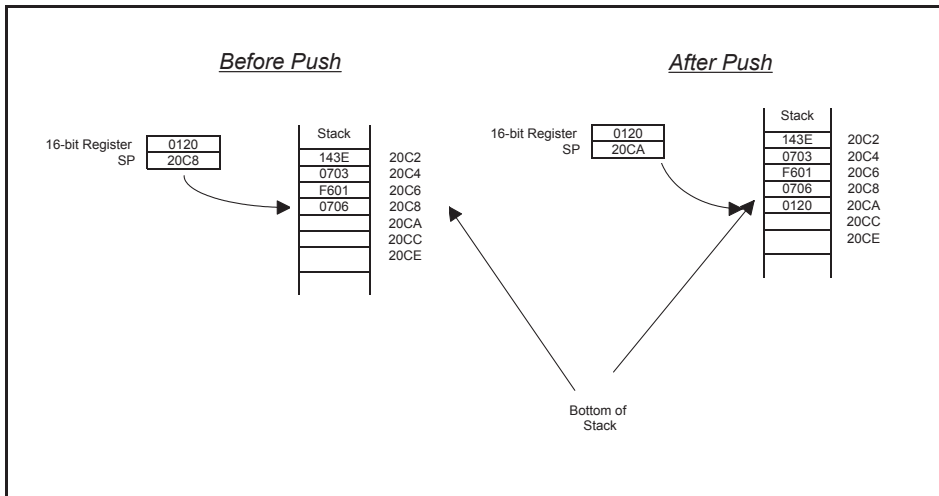 Before Push
After Push
16-bit Register 0120
SP 20C8
Stack
143E 20C2
0703 20C4
F601 20C6
0706 20C8
20CA
20CC
20CE
16-bit Register 0120
SP 20CA
Stack
143E 20C2
0703 20C4
F601 20C6
0706 20C8
0120 20CA
20CC
20CE
Bottom of
Stack